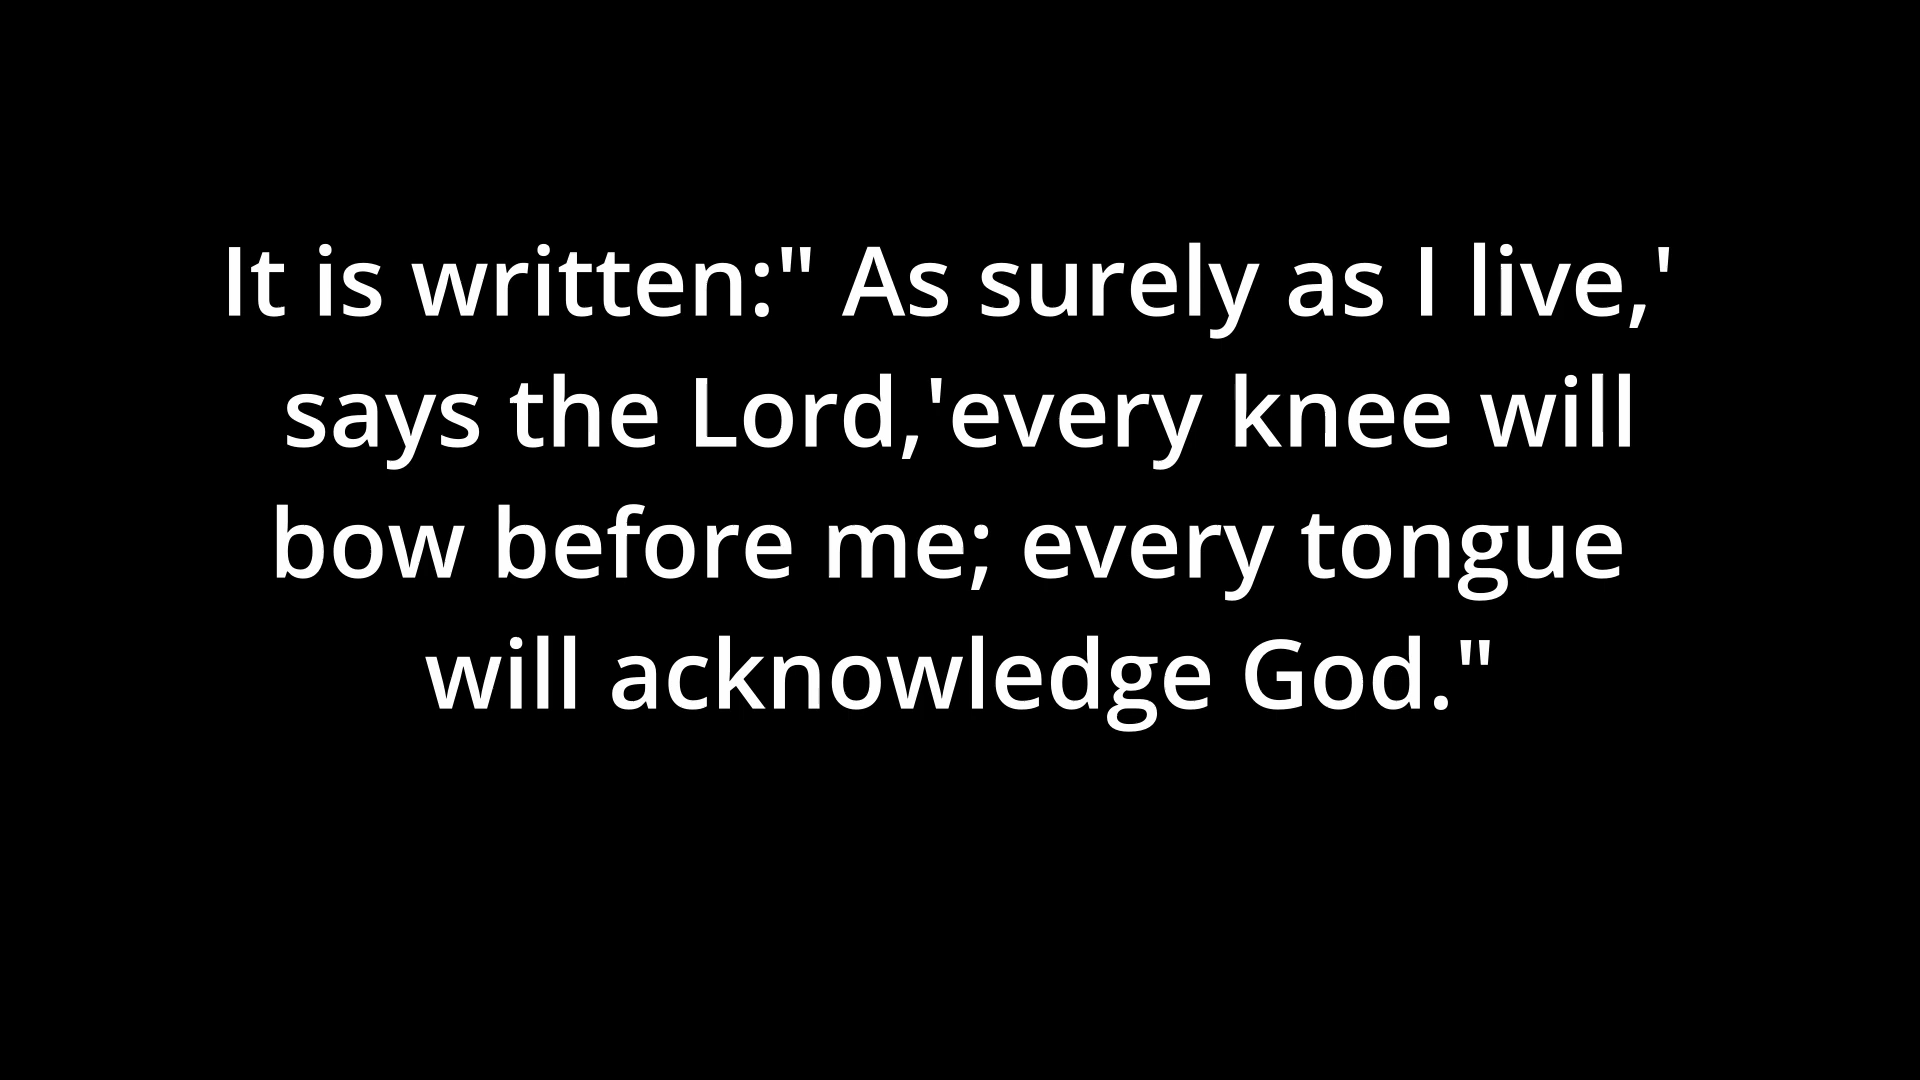 It is written:" As surely as I live,'
says the Lord,'every knee will
bow before me; every tongue
will acknowledge God."